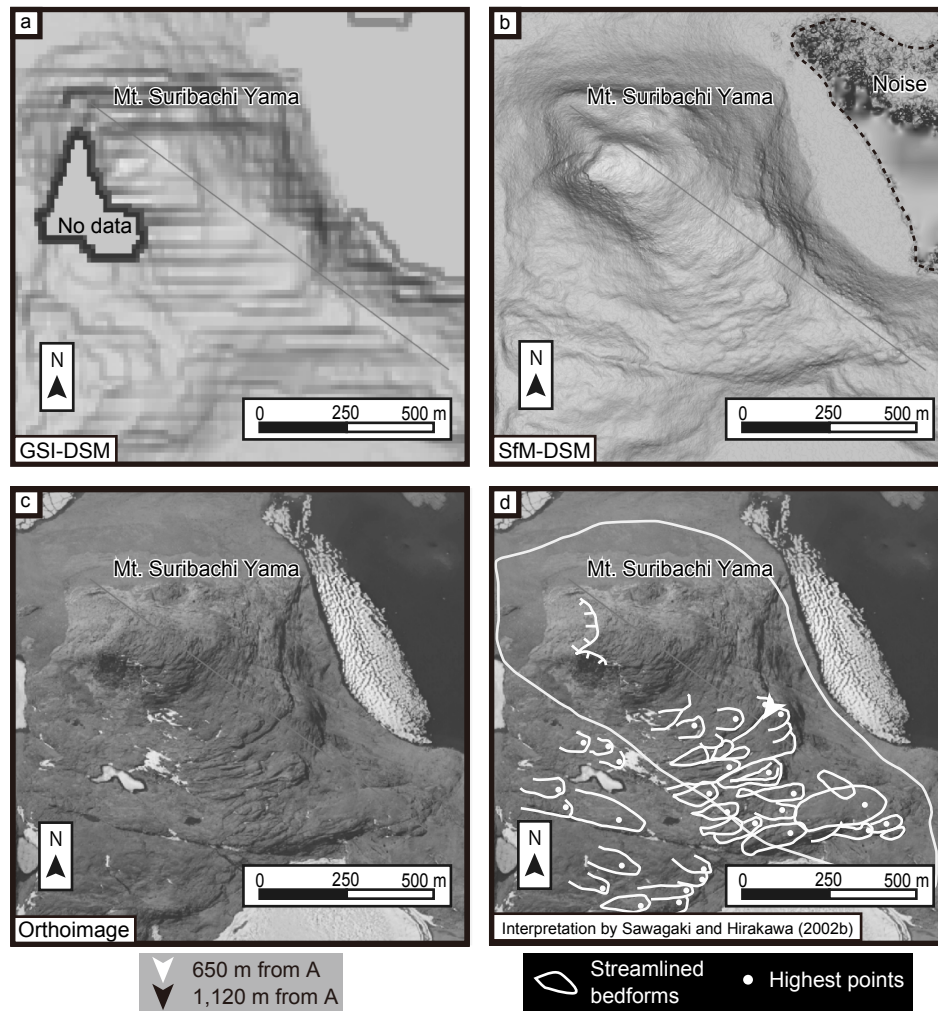 a
Mt. Suribachi Yama
No data
N
0 250 500 m
GSI-DSM
b
Mt. Suribachi Yama
Noise
N
0 250 500 m
SfM-DSM
c
Mt. Suribachi Yama
N
0 250 500 m
Orthoimage
d
Mt. Suribachi Yama
N
0 250 500 m
Interpretation by Sawagaki and Hirakawa (2002b)
650 m from A
1,120 m from A
Streamlined
bedforms
Highest points